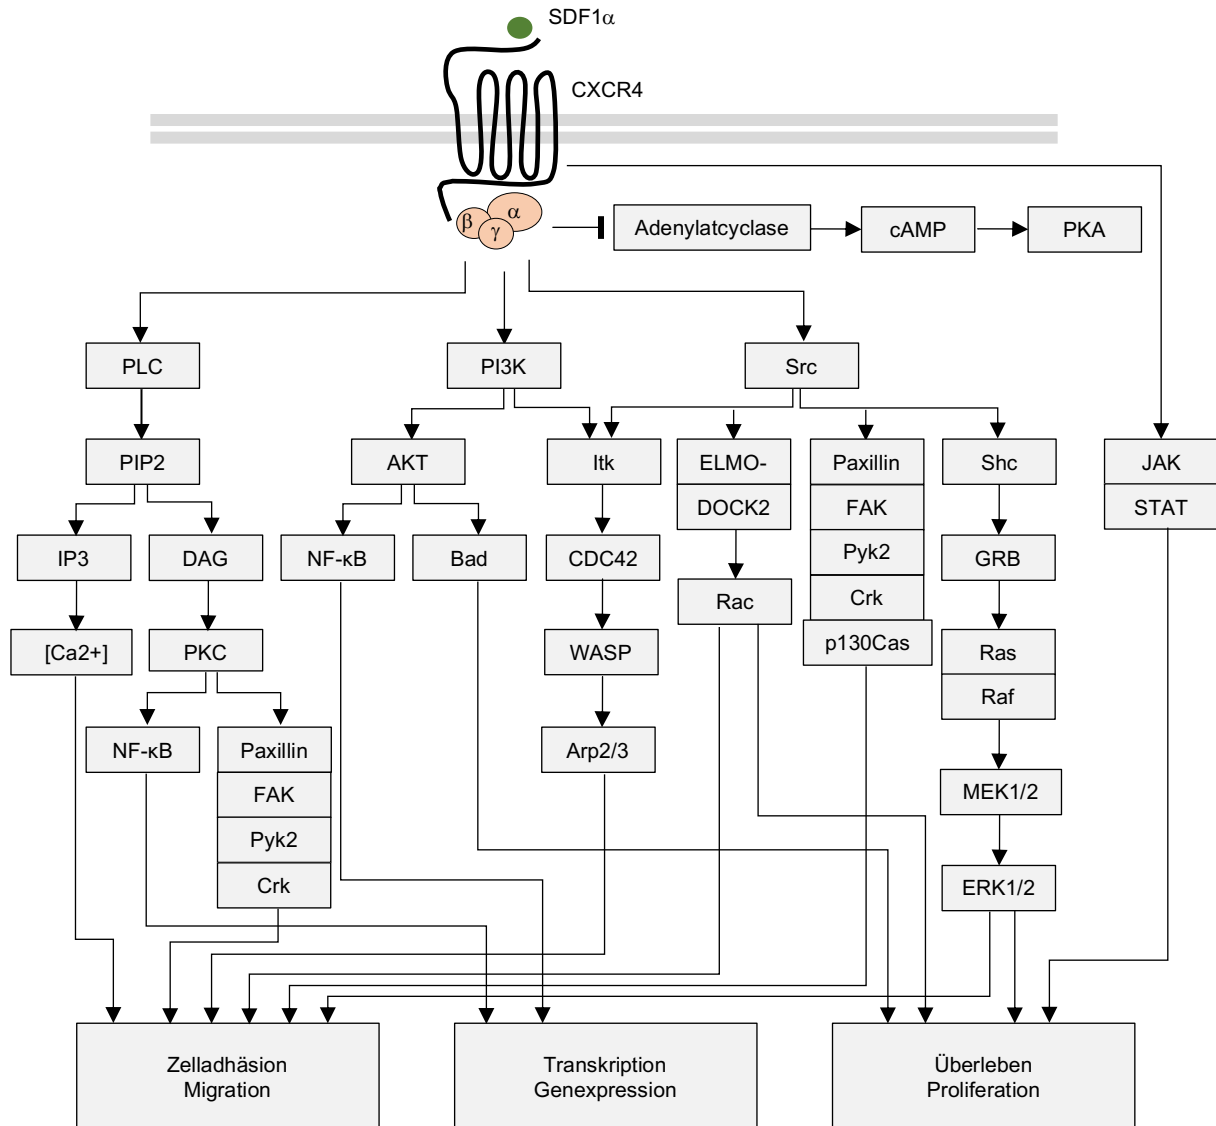 SDF1α
CXCR4
α
β
γ
Adenylatcyclase
cAMP
PKA
PLC
PI3K
Src
PIP2
AKT
Itk
ELMO-
DOCK2
Paxillin
FAK
Pyk2
Crk
p130Cas
Shc
JAK
STAT
IP3
DAG
NF-κB
Bad
CDC42
GRB
Rac
[Ca2+]
PKC
WASP
Ras
Raf
NF-κB
Paxillin
FAK
Pyk2
Crk
Arp2/3
MEK1/2
ERK1/2
Zelladhäsion
Migration
Transkription
Genexpression
Überleben
Proliferation